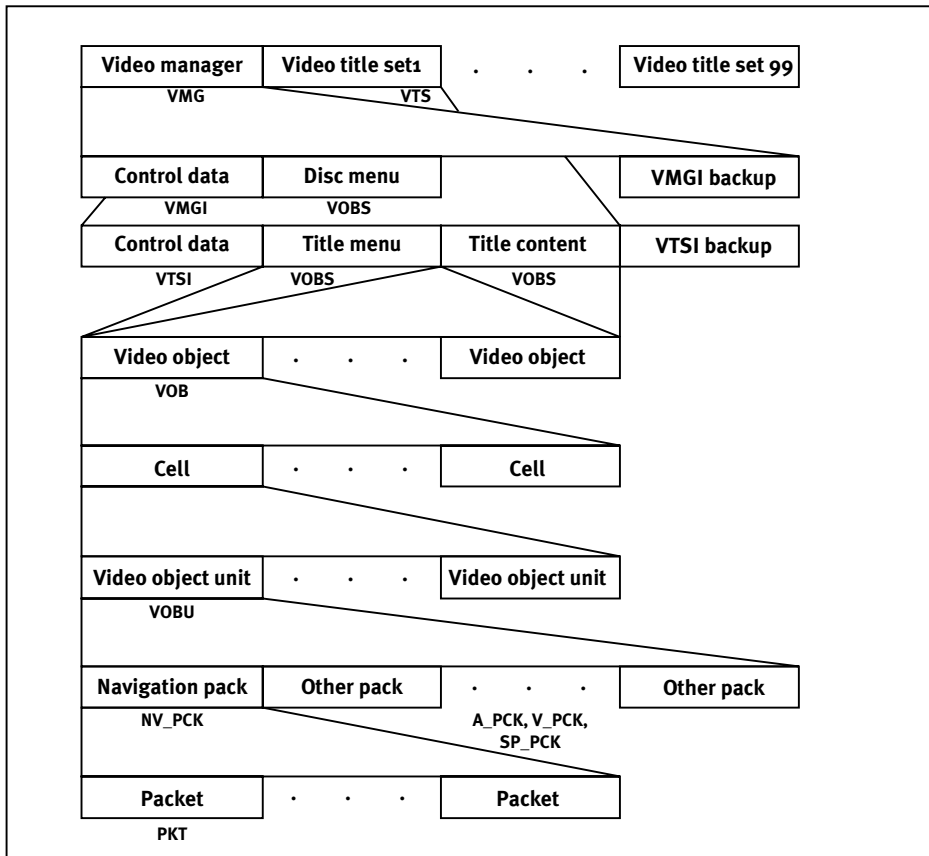 Video manager Video title set1 . . . Video title set 99
VMG VTS
Control data Disc menu VMGI backup
VMGI VOBS
Control data Title menu Title content VTSI backup
VTSI VOBS VOBS
Video object . . . Video object
VOB
Cell . . . Cell
Video object unit . . . Video object unit
VOBU
Navigation pack Other pack . . . Other pack
NV_PCK A_PCK, V_PCK,
SP_PCK
Packet . . . Packet
PKT